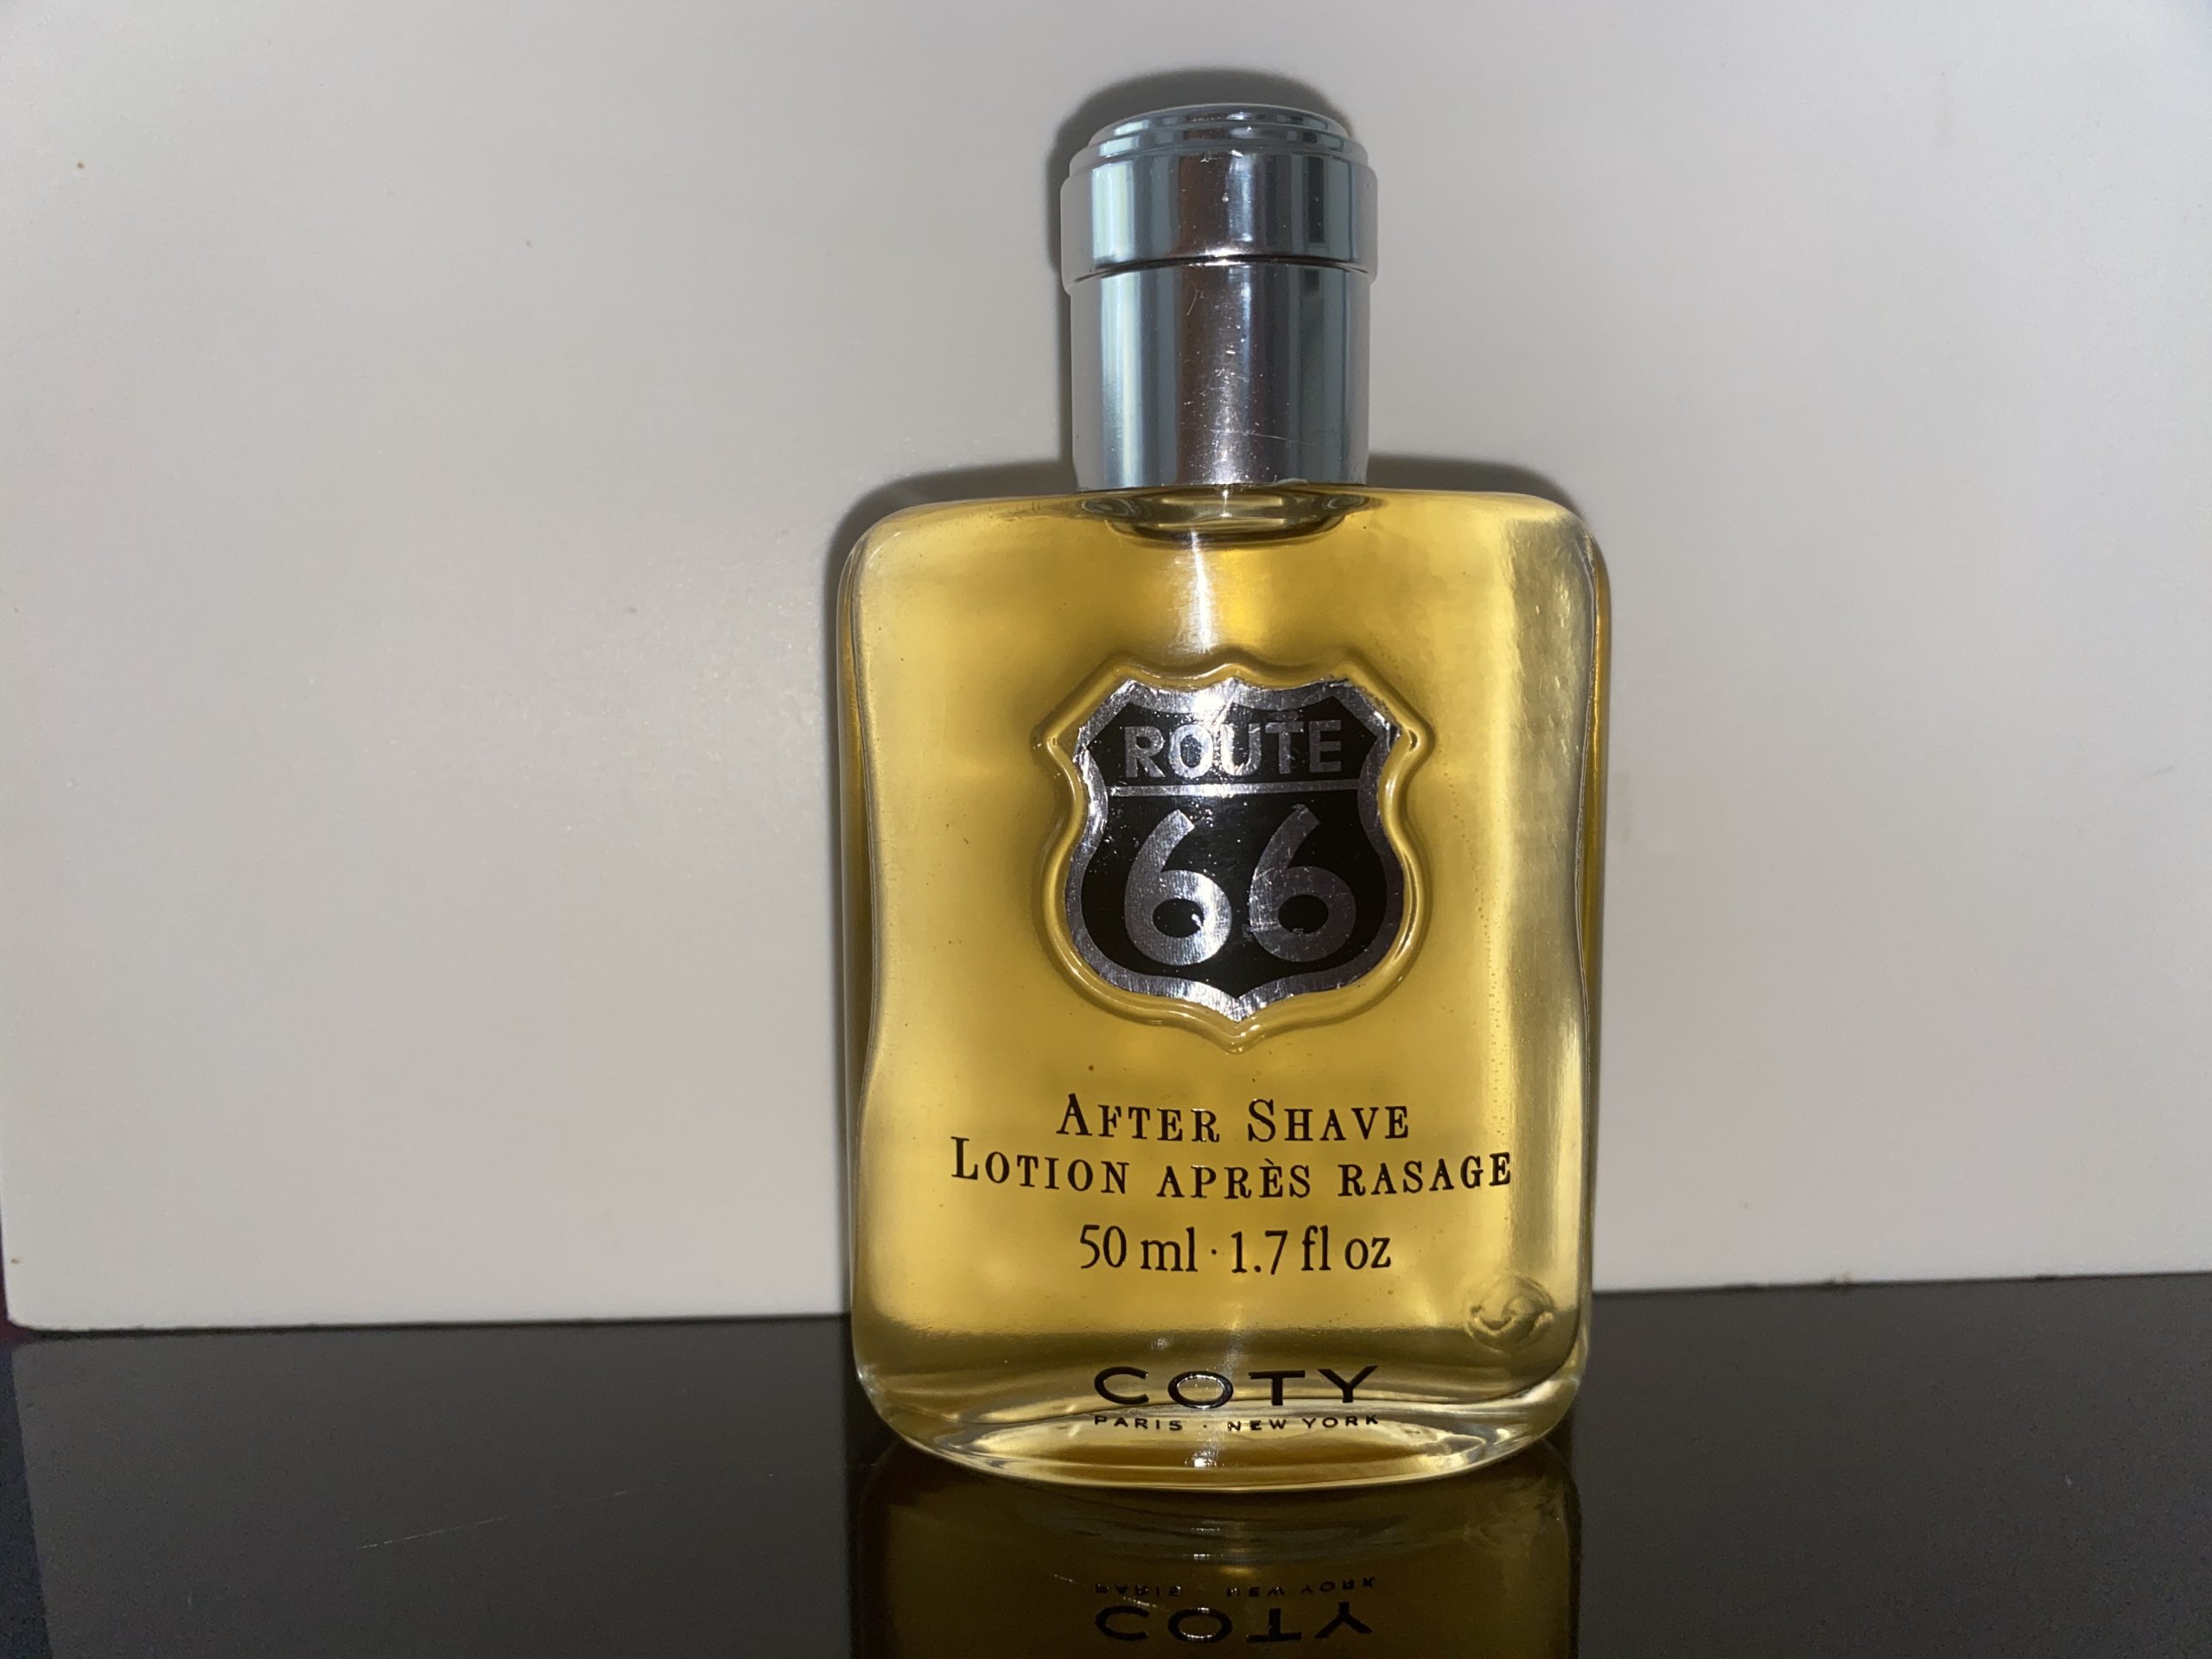 ROUTE
66
AFTER SHAVE
LOTION APRÈS RASAGE
50 ml · 1.7 fl oz
COTY
PARIS · NEW YORK